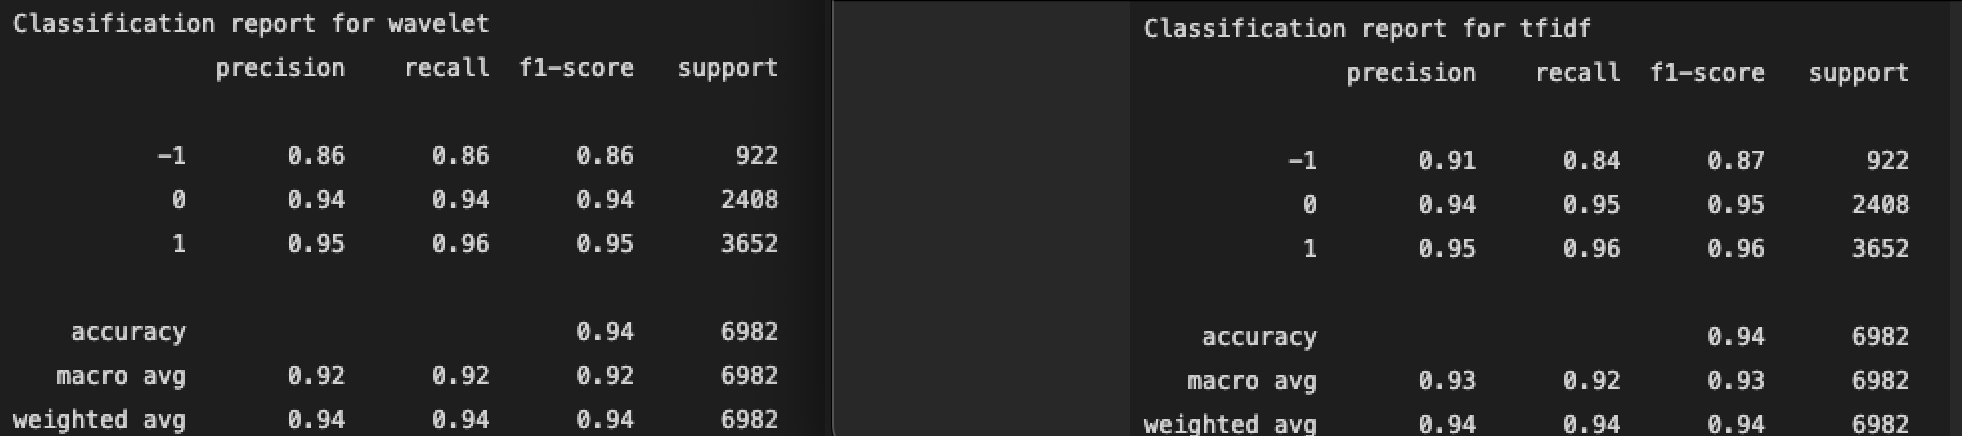 Classification report for wavelet
precision recall f1-score support
-1 0.86 0.86 0.86 922
0 0.94 0.94 0.94 2408
1 0.95 0.96 0.95 3652
accuracy 0.94 6982
macro avg 0.92 0.92 0.92 6982
weighted avg 0.94 0.94 0.94 6982
Classification report for tfidf
precision recall f1-score support
-1 0.91 0.84 0.87 922
0 0.94 0.95 0.95 2408
1 0.95 0.96 0.96 3652
accuracy 0.94 6982
macro avg 0.93 0.92 0.93 6982
weighted avg 0.94 0.94 0.94 6982